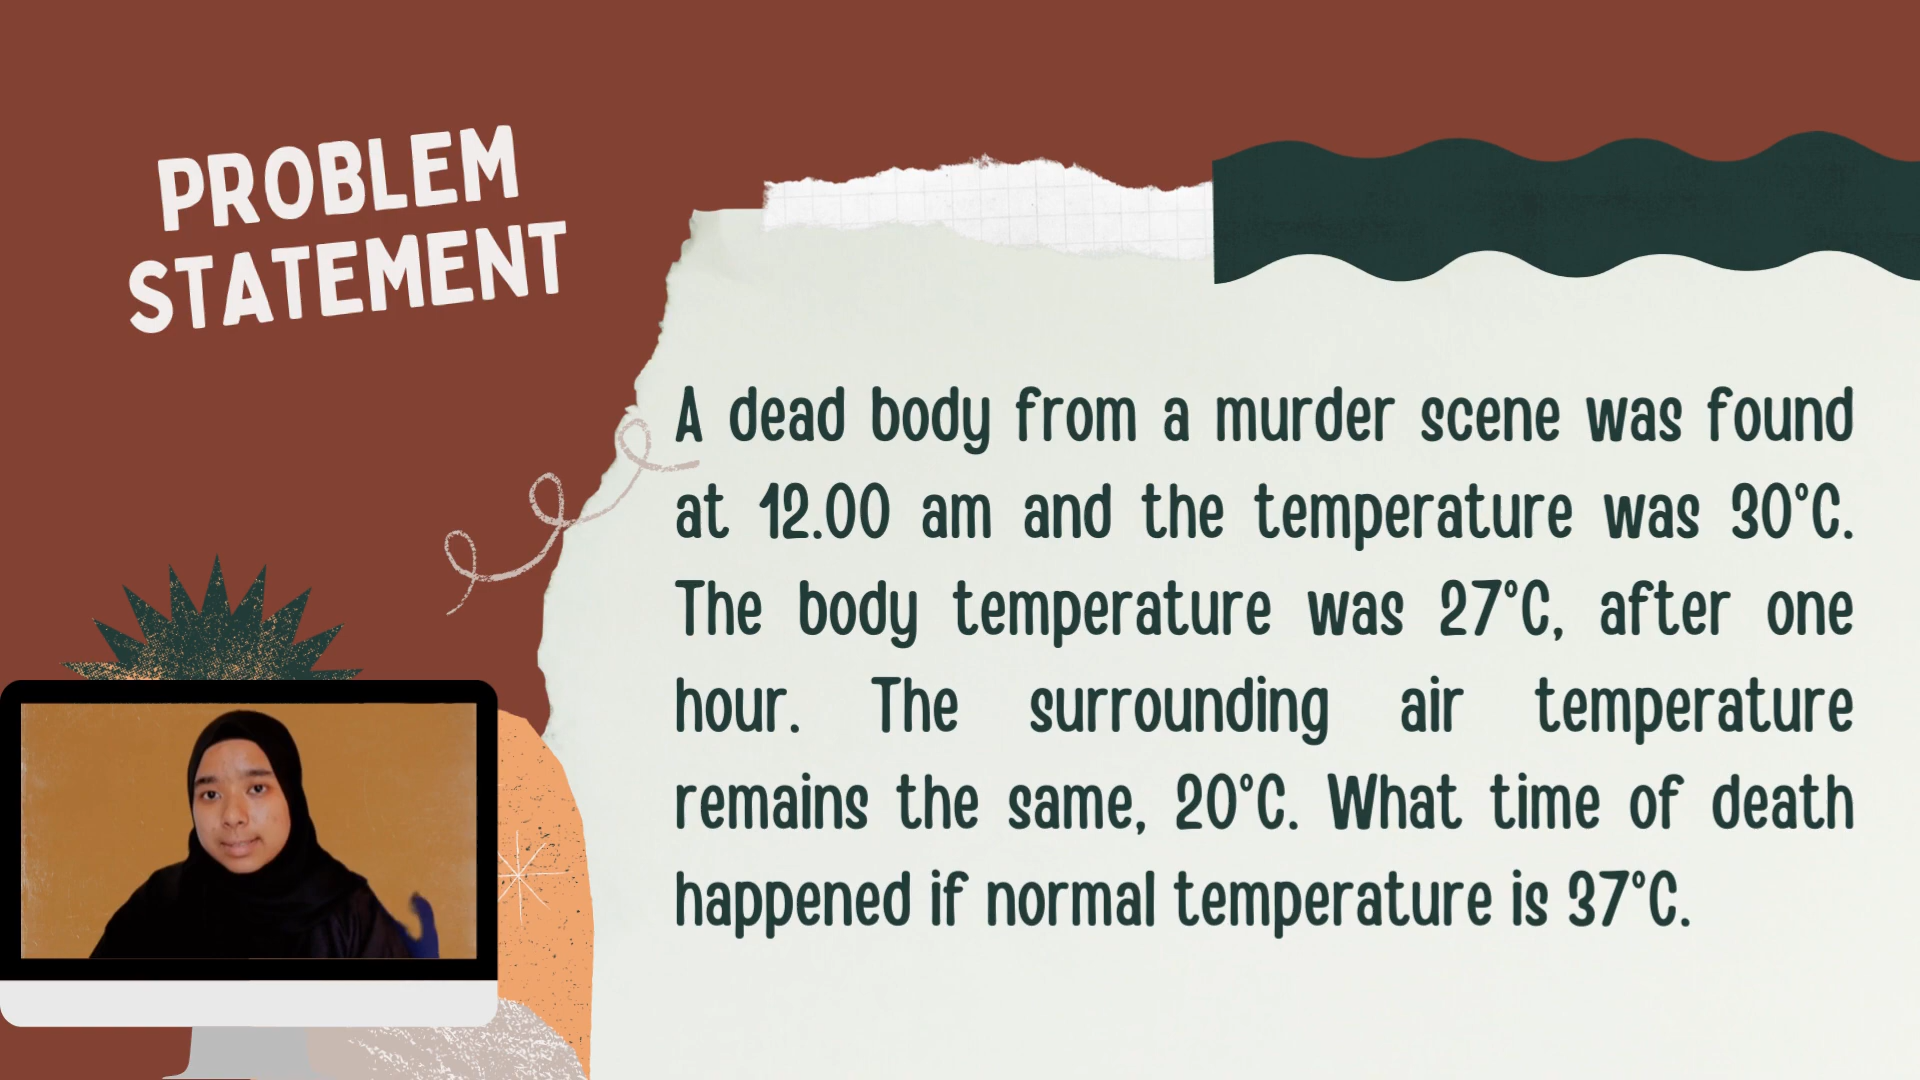 PROBLEM
STATEMENT
A dead body from a murder scene was found
at 12.00 am and the temperature was 30°C.
The body temperature was 27°C, after one
hour. The surrounding air temperature
remains the same, 20°C. What time of death
happened if normal temperature is 37°C.